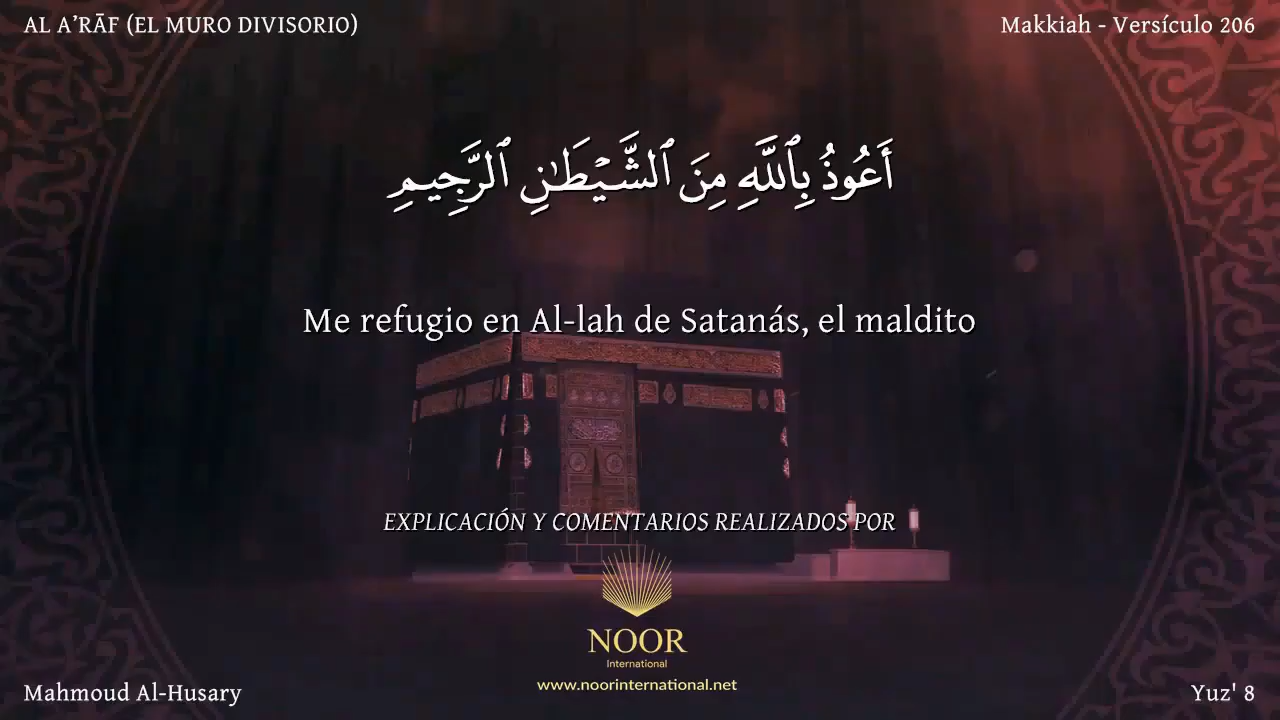 AL A’RĀF (EL MURO DIVISORIO)
Makkiah - Versículo 206
أَعُوذُ بِٱللَّهِ مِنَ ٱلشَّيْطَٰنِ ٱلرَّجِيمِ
Me refugio en Al-lah de Satanás, el maldito
EXPLICACIÓN Y COMENTARIOS REALIZADOS POR
NOOR
International
www.noorinternational.net
Mahmoud Al-Husary
Yuz' 8